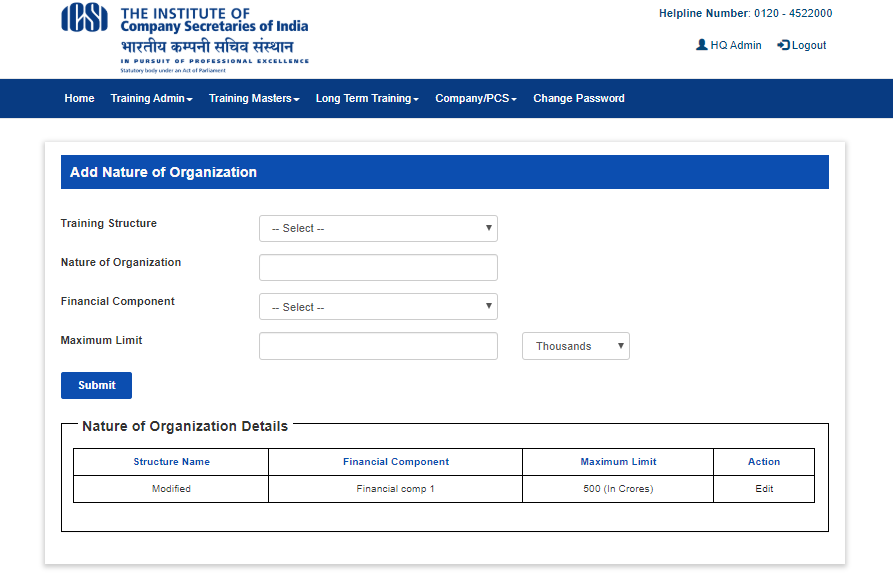 ICSI
THE INSTITUTE OF
Company Secretaries of India
भारतीय कम्पनी सचिव संस्थान
IN PURSUIT OF PROFESSIONAL EXCELLENCE
Statutory body under an Act of Parliament
Helpline Number: 0120 - 4522000
HQ Admin Logout
Home Training Admin Training Masters Long Term Training Company/PCS Change Password
Add Nature of Organization
Training Structure -- Select --
Nature of Organization
Financial Component -- Select --
Maximum Limit Thousands
Submit
Nature of Organization Details
Structure Name Financial Component Maximum Limit Action
Modified Financial comp 1 500 (In Crores) Edit